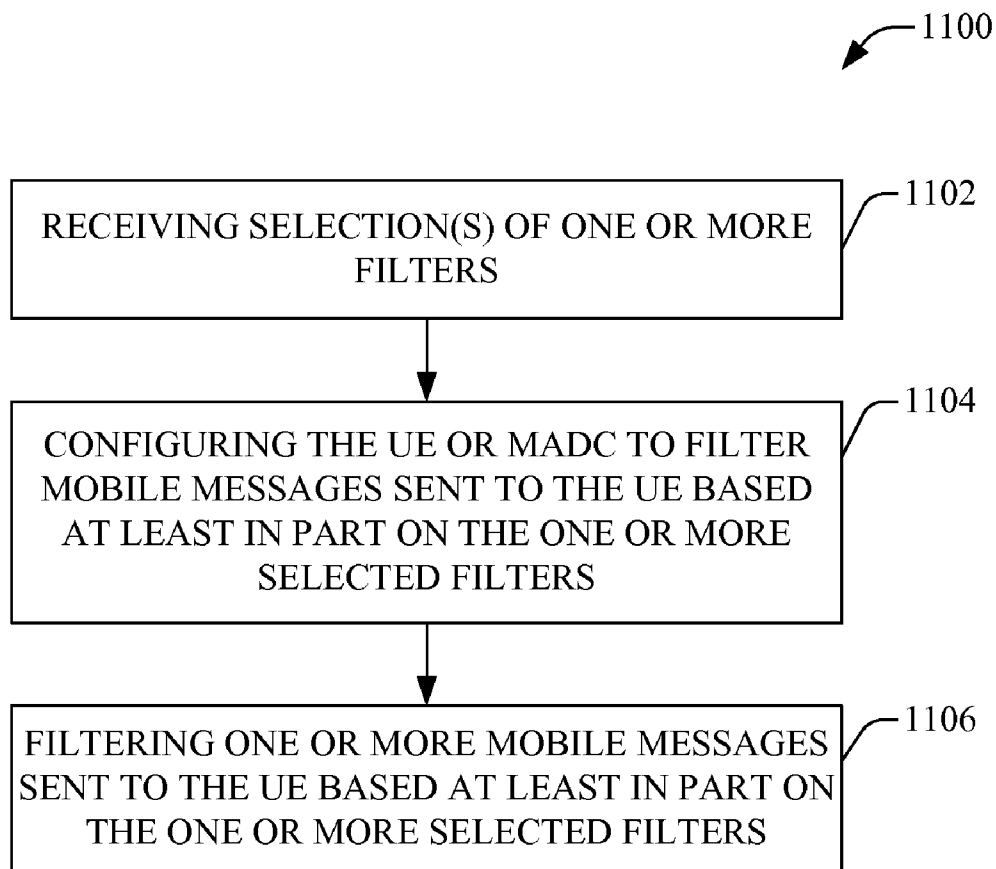 1100
1102
RECEIVING SELECTION(S) OF ONE OR MORE
FILTERS
1104
CONFIGURING THE UE OR MADC TO FILTER
MOBILE MESSAGES SENT TO THE UE BASED
AT LEAST IN PART ON THE ONE OR MORE
SELECTED FILTERS
1106
FILTERING ONE OR MORE MOBILE MESSAGES
SENT TO THE UE BASED AT LEAST IN PART ON
THE ONE OR MORE SELECTED FILTERS